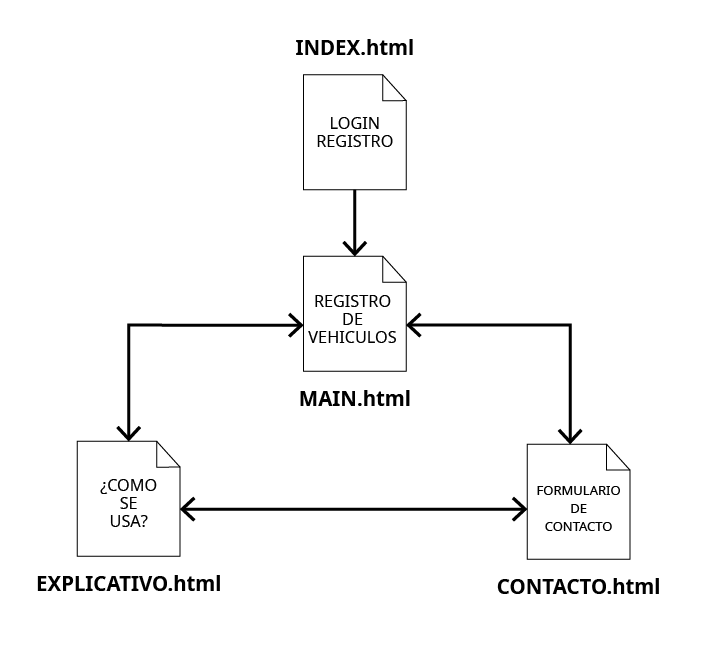 INDEX.html
LOGIN
REGISTRO
REGISTRO
DE
VEHICULOS
MAIN.html
¿COMO
SE
USA?
EXPLICATIVO.html
FORMULARIO
DE
CONTACTO
CONTACTO.html